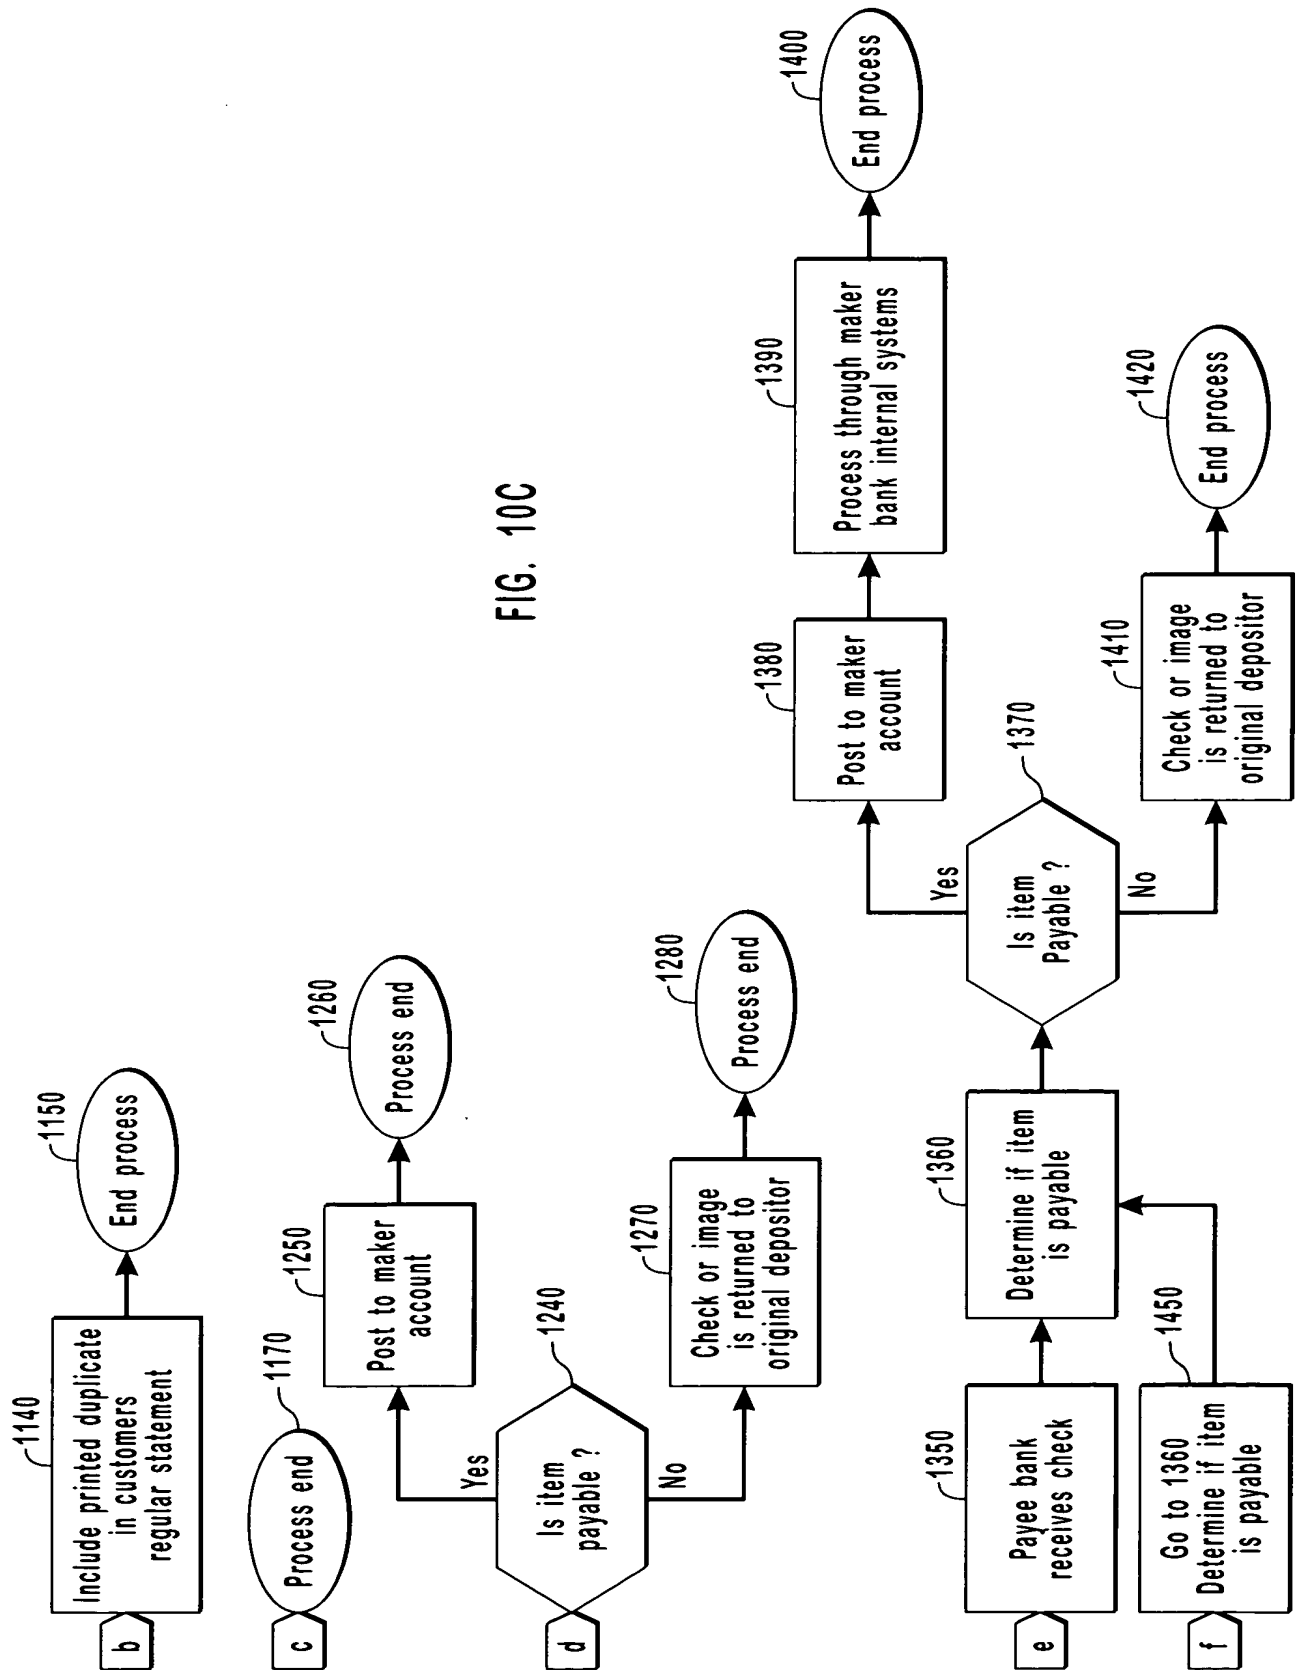 1140
Include printed duplicate
in customers
regular statement
b
1150
End process
1170
Process end
c
1240
Is item
payable ?
d
Yes
1250
Post to maker
account
1260
Process end
No
1270
Check or image
is returned to
original depositor
1280
Process end
FIG. 10C
1350
Payee bank
receives check
e
1450
Go to 1360
Determine if item
is payable
f
1360
Determine if item
is payable
1370
Is item
Payable ?
Yes
1380
Post to maker
account
1390
Process through maker
bank internal systems
1400
End process
No
1410
Check or image
is returned to
original depositor
1420
End process